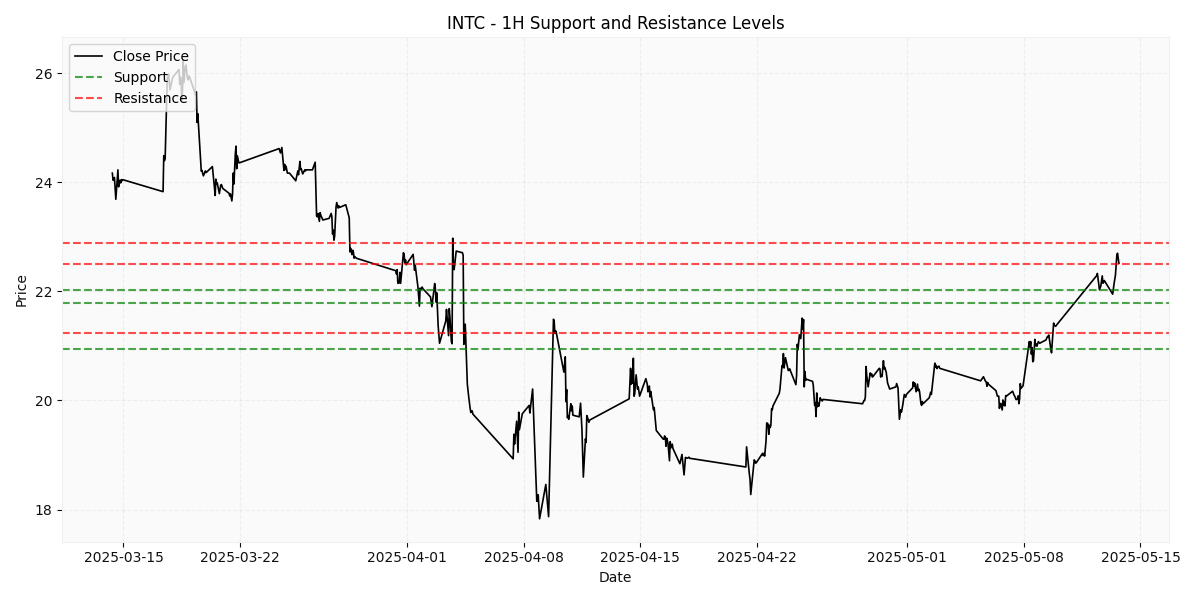 INTC - 1H Support and Resistance Levels
Close Price
Support
Resistance
Price
26
24
22
20
18
2025-03-15 2025-03-22 2025-04-01 2025-04-08 2025-04-15 2025-04-22 2025-05-01 2025-05-08 2025-05-15
Date